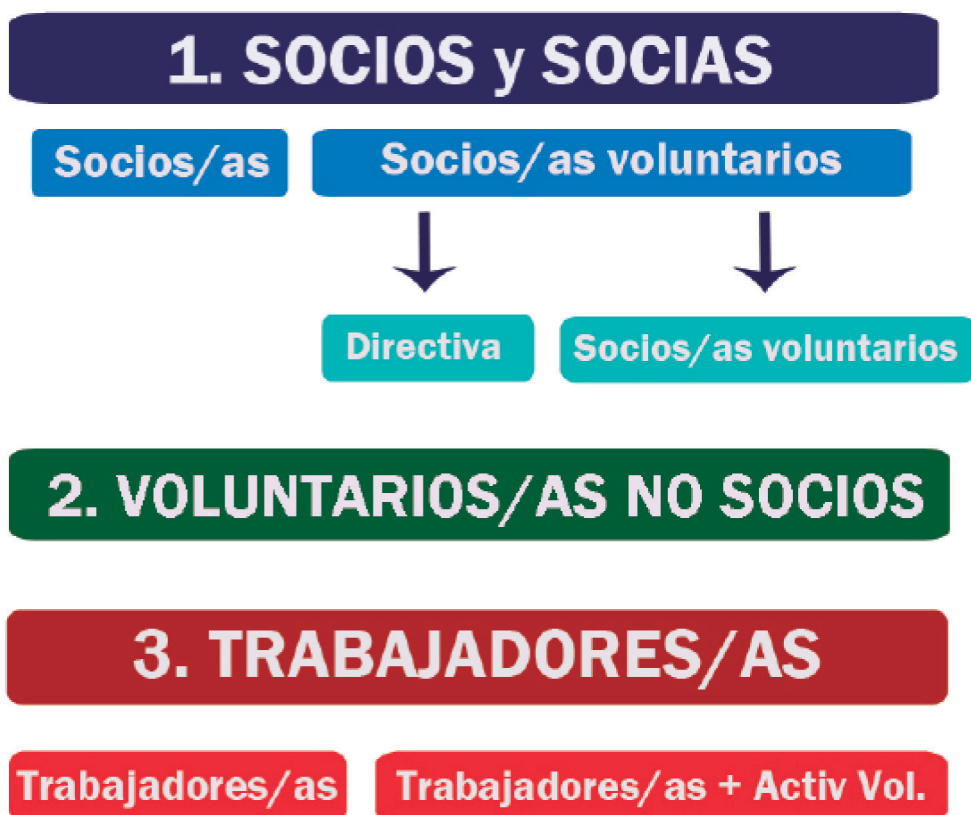 1. SOCIOS y SOCIAS
Socios/as
Socios/as voluntarios
Directiva
Socios/as voluntarios
2. VOLUNTARIOS/AS NO SOCIOS
3. TRABAJADORES/AS
Trabajadores/as
Trabajadores/as + Activ Vol.